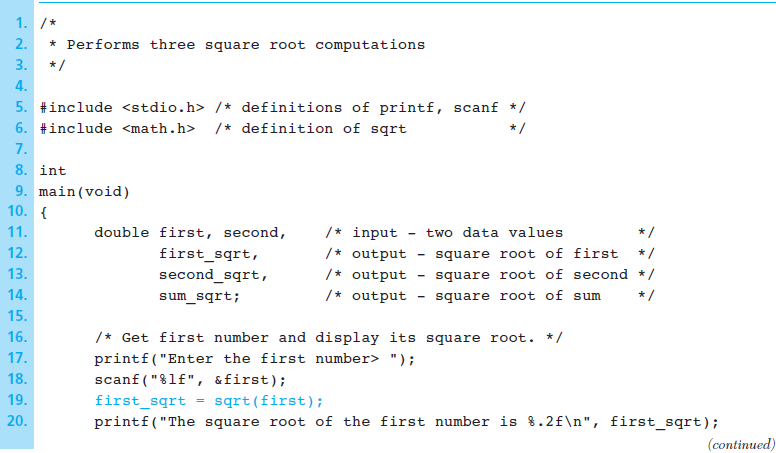 1. /*
2.  * Performs three square root computations
3.  */
4.
5. #include <stdio.h> /* definitions of printf, scanf */
6. #include <math.h>  /* definition of sqrt           */
7.
8. int
9. main(void)
10. {
11.       double first, second,    /* input - two data values        */
12.              first_sqrt,       /* output - square root of first  */
13.              second_sqrt,      /* output - square root of second */
14.              sum_sqrt;         /* output - square root of sum    */
15.
16.       /* Get first number and display its square root. */
17.       printf("Enter the first number> ");
18.       scanf("%lf", &first);
19.       first_sqrt = sqrt(first);
20.       printf("The square root of the first number is %.2f\n", first_sqrt);
(continued)